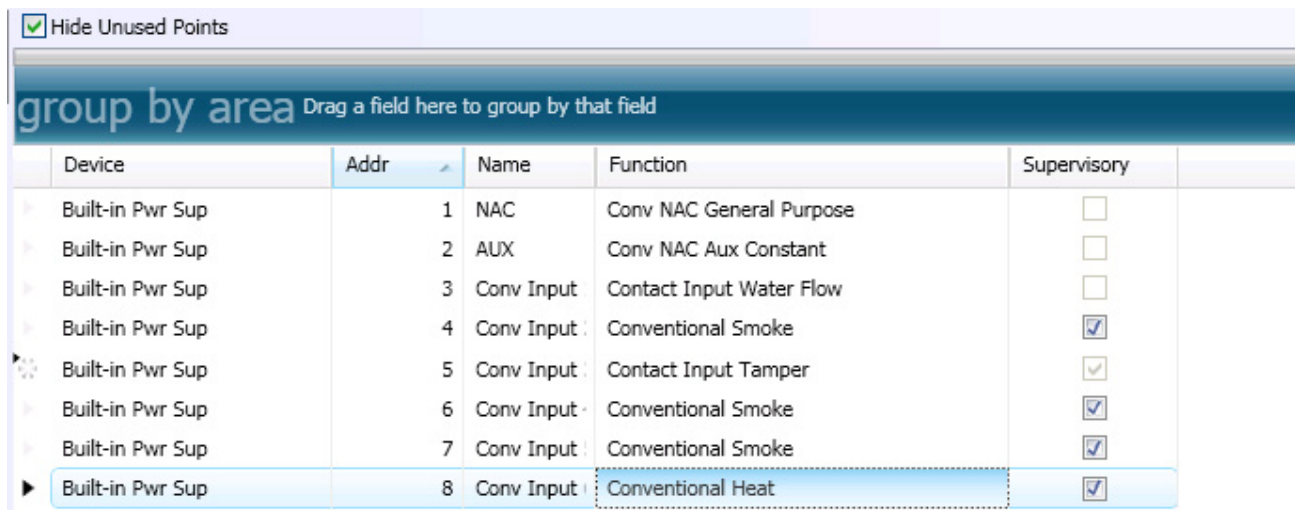 Hide Unused Points
group by area Drag a field here to group by that field
Device Addr Name Function Supervisory
Built-in Pwr Sup 1 NAC Conv NAC General Purpose
Built-in Pwr Sup 2 AUX Conv NAC Aux Constant
Built-in Pwr Sup 3 Conv Input Contact Input Water Flow
Built-in Pwr Sup 4 Conv Input Conventional Smoke
Built-in Pwr Sup 5 Conv Input Contact Input Tamper
Built-in Pwr Sup 6 Conv Input Conventional Smoke
Built-in Pwr Sup 7 Conv Input Conventional Smoke
Built-in Pwr Sup 8 Conv Input Conventional Heat